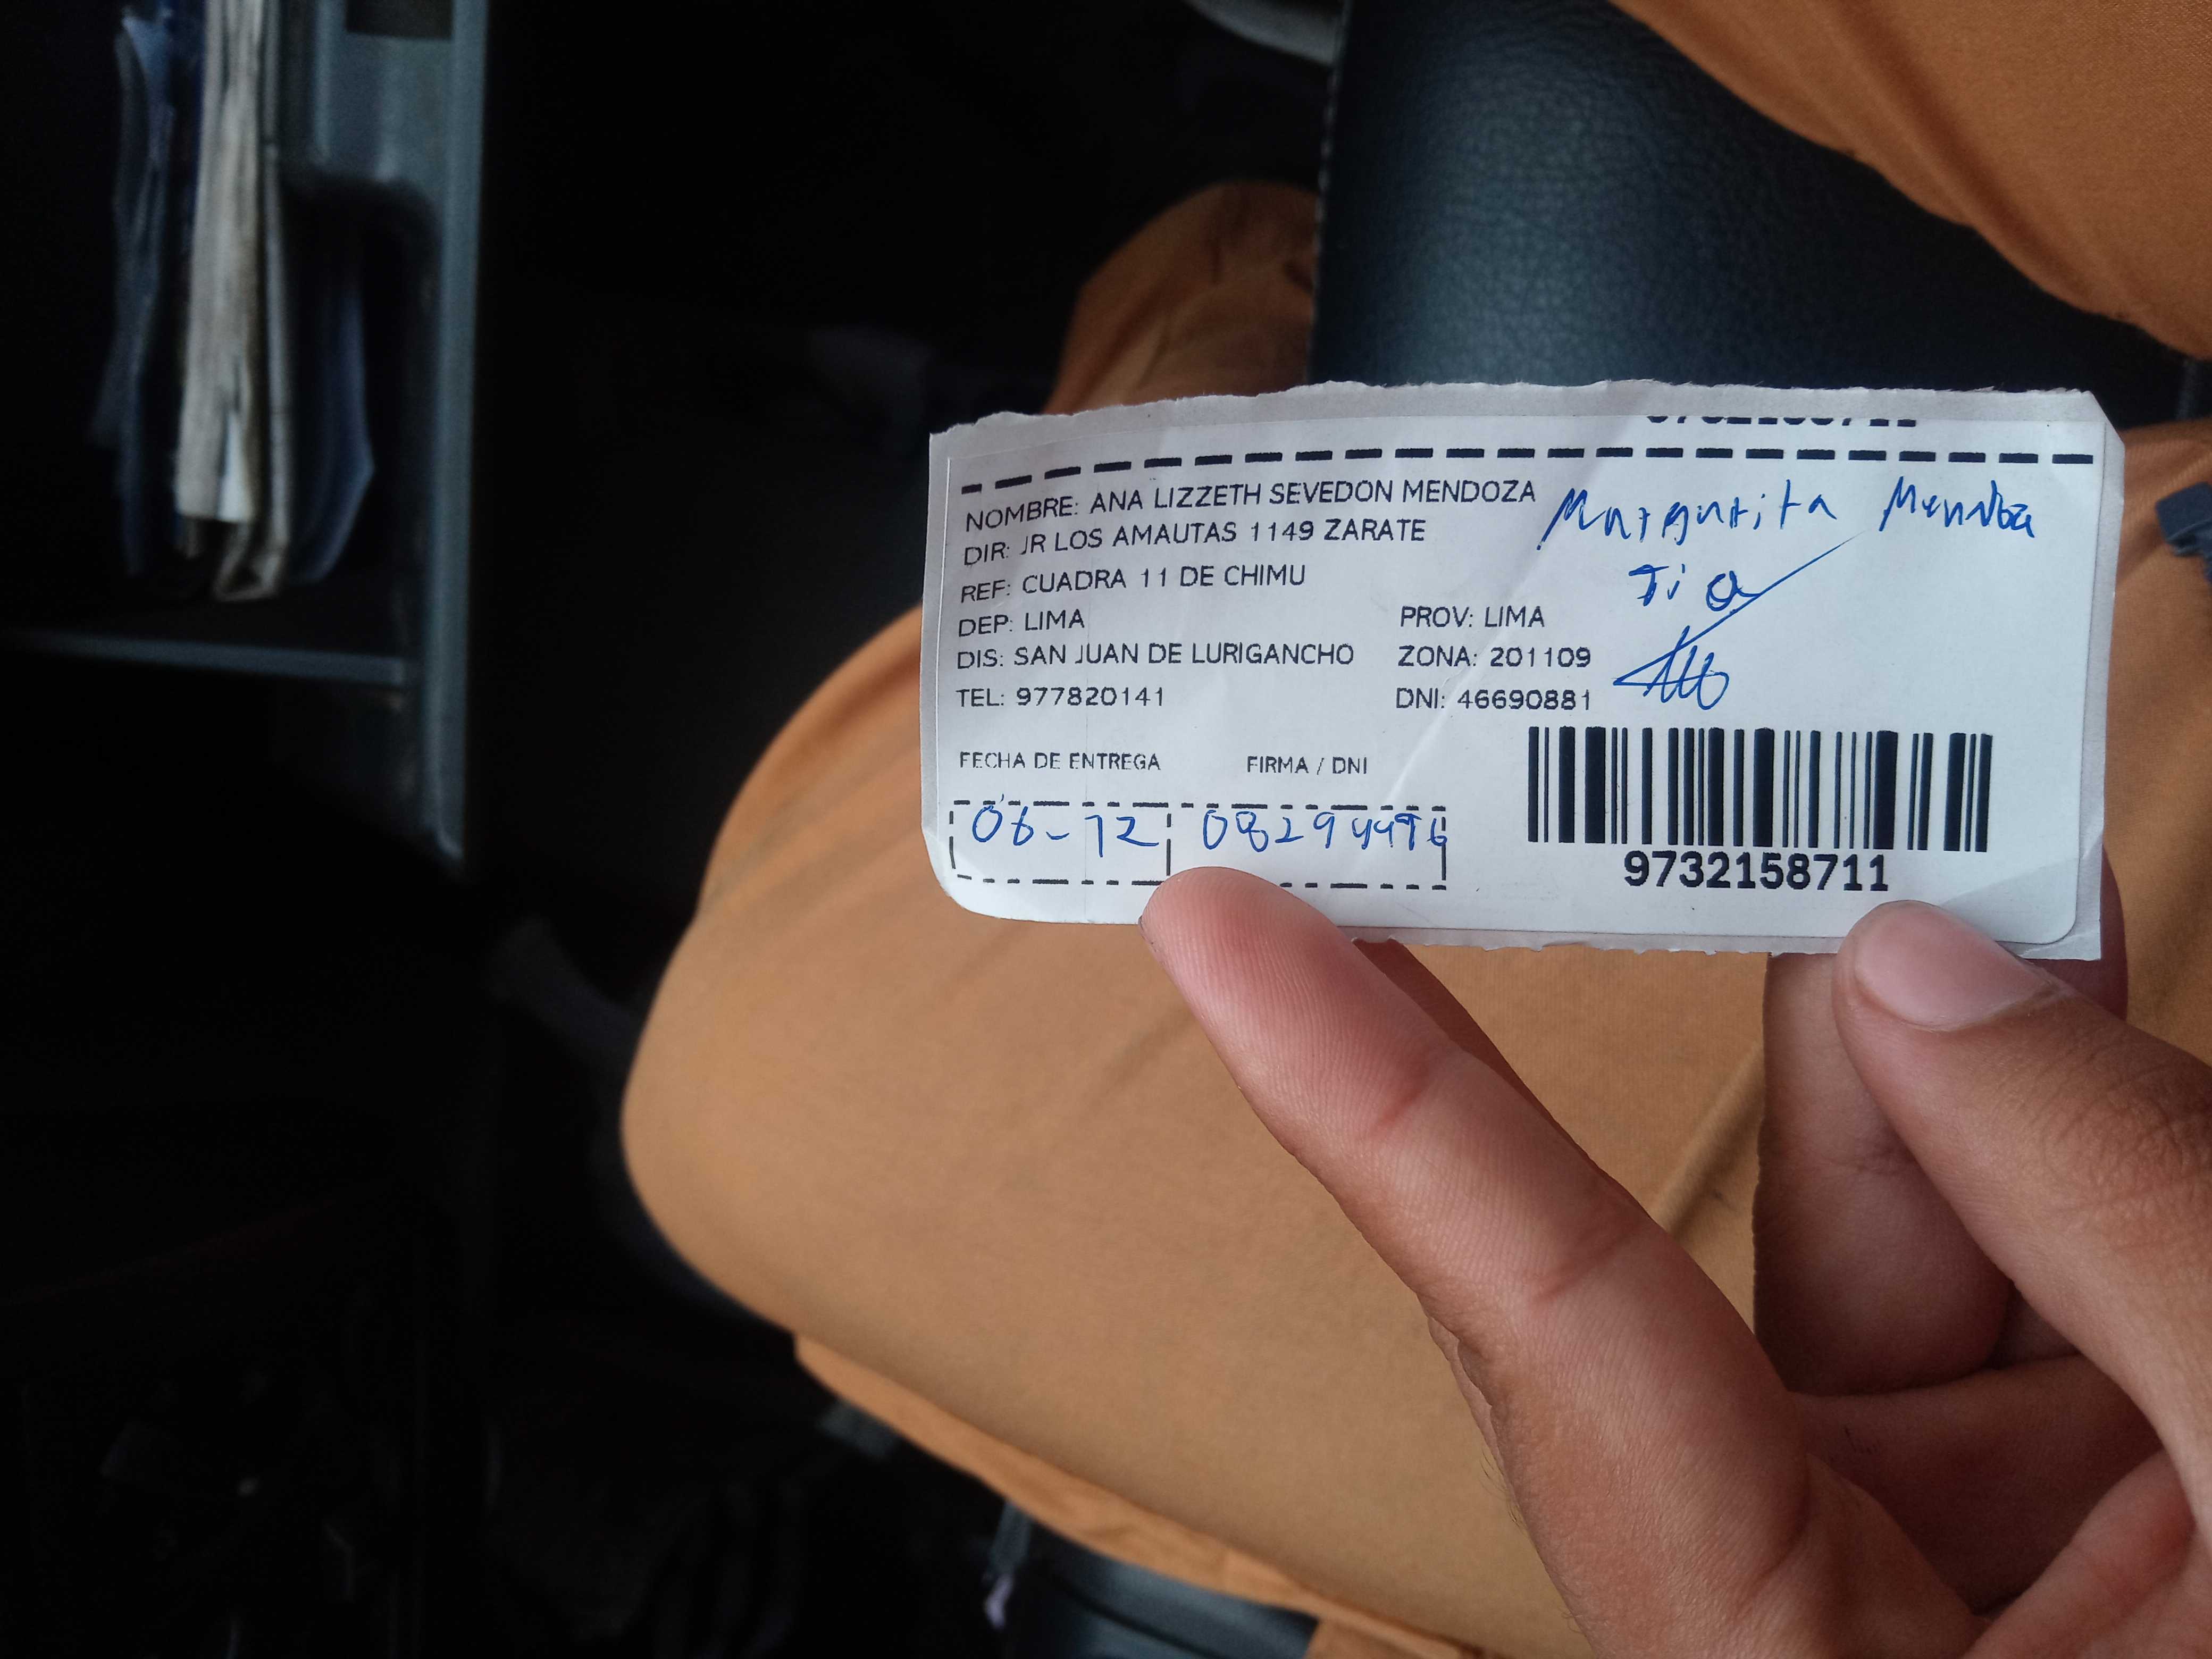 NOMBRE: ANA LIZZETH SEVEDON MENDOZA
Margarita Mendoza
DIR: JR LOS AMAUTAS 1149 ZARATE
REF: CUADRA 11 DE CHIMU
Tia
DEP: LIMA
PROV: LIMA
DIS: SAN JUAN DE LURIGANCHO
ZONA: 201109
TEL: 977820141
DNI: 46690881
FECHA DE ENTREGA
FIRMA / DNI
06-12
9732158711